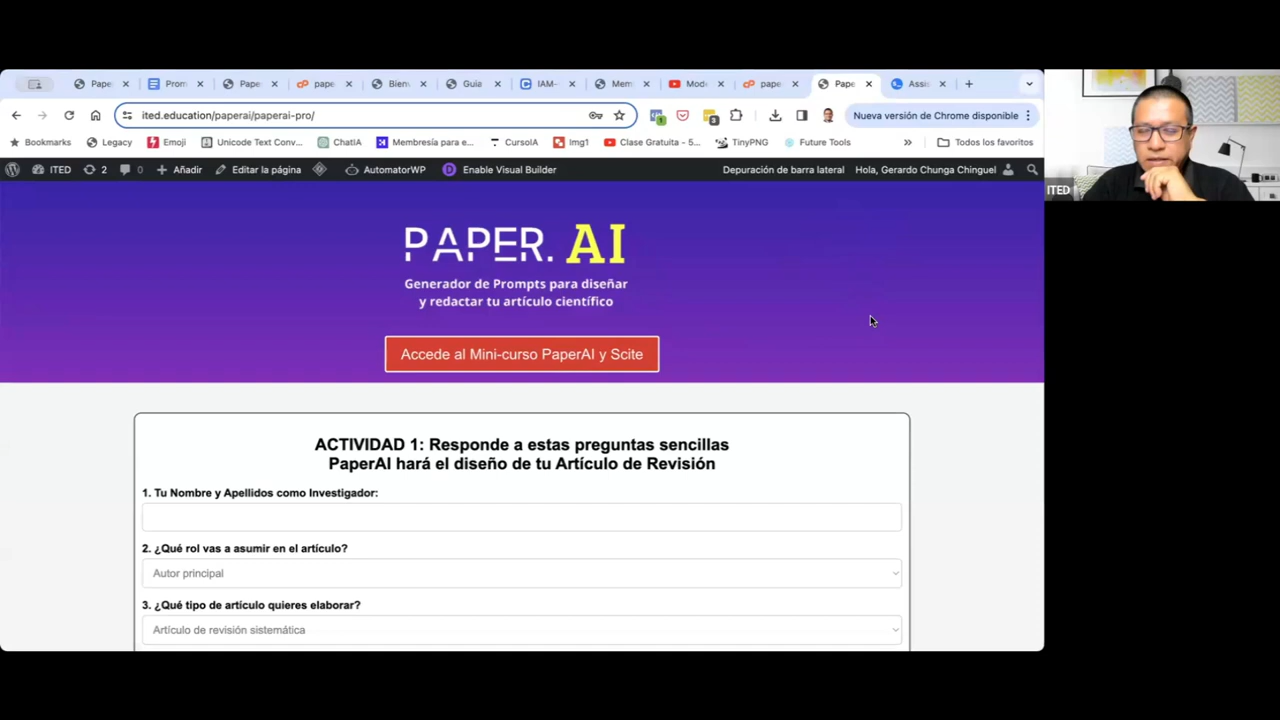 Pape
Prom
Pape
pape
Bien
Guia
IAM-
Mem
Mod
pape
Pape
Assis
ited.education/paperai/paperai-pro/
Nueva versión de Chrome disponible
Bookmarks
Legacy
Emoji
Unicode Text Conv...
ChatIA
Membresía para e...
CursoIA
Img1
Clase Gratuita - 5...
TinyPNG
Future Tools
Todos los favoritos
ITED
2
0
Añadir
Editar la página
AutomatorWP
Enable Visual Builder
Depuración de barra lateral
Hola, Gerardo Chunga Chinguel
ITED
PAPER. AI
Generador de Prompts para diseñar
y redactar tu artículo científico
Accede al Mini-curso PaperAI y Scite
ACTIVIDAD 1: Responde a estas preguntas sencillas
PaperAI hará el diseño de tu Artículo de Revisión
1. Tu Nombre y Apellidos como Investigador:
2. ¿Qué rol vas a asumir en el artículo?
Autor principal
3. ¿Qué tipo de artículo quieres elaborar?
Artículo de revisión sistemática